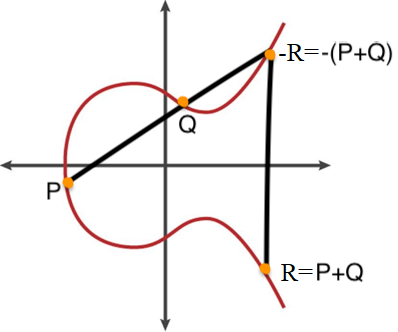 -R=-(P+Q)
Q
P
R=P+Q